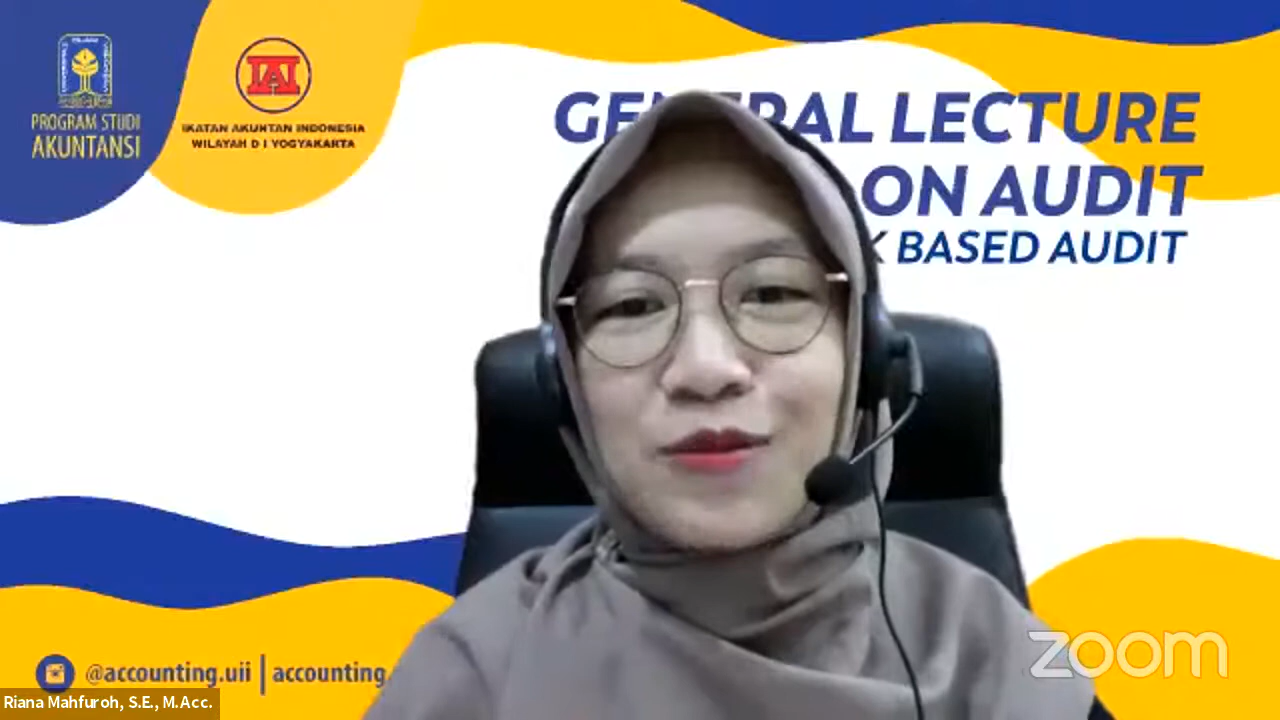 PROGRAM STUDI
AKUNTANSI
IAI
IKATAN AKUNTAN INDONESIA
WILAYAH D I YOGYAKARTA
LECTURE
ON AUDIT
BASED AUDIT
@accounting.uii | accounting
Riana Mahfuroh, S.E., M.Acc.
zoom